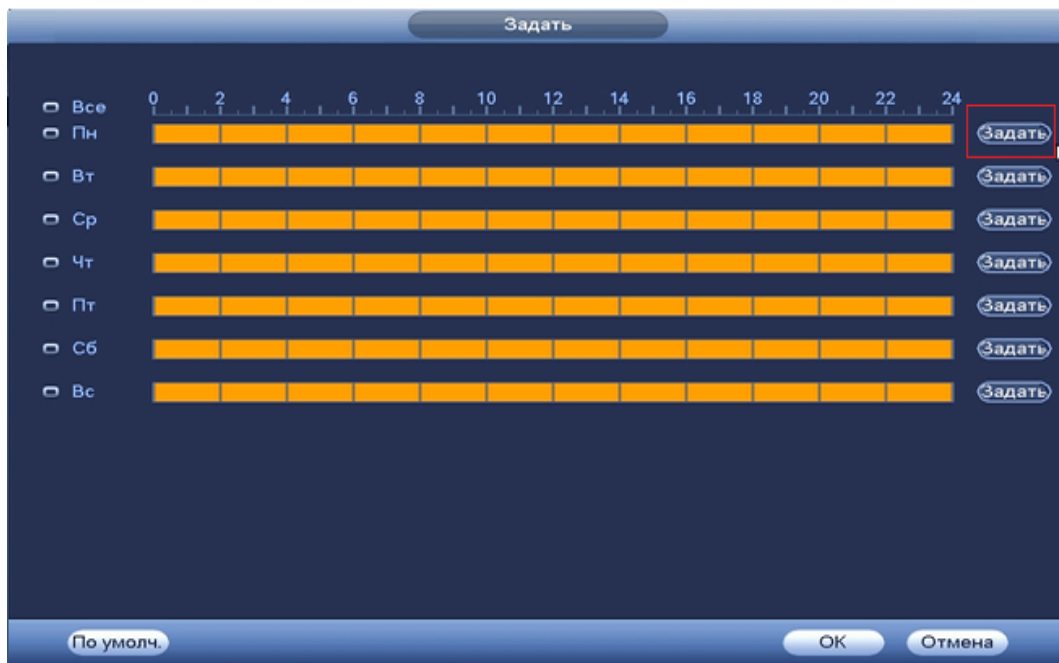 Задать
Все 0 2 4 6 8 10 12 14 16 18 20 22 24
Пн Задать
Вт Задать
Ср Задать
Чт Задать
Пт Задать
Сб Задать
Вс Задать
По умолч. OK Отмена